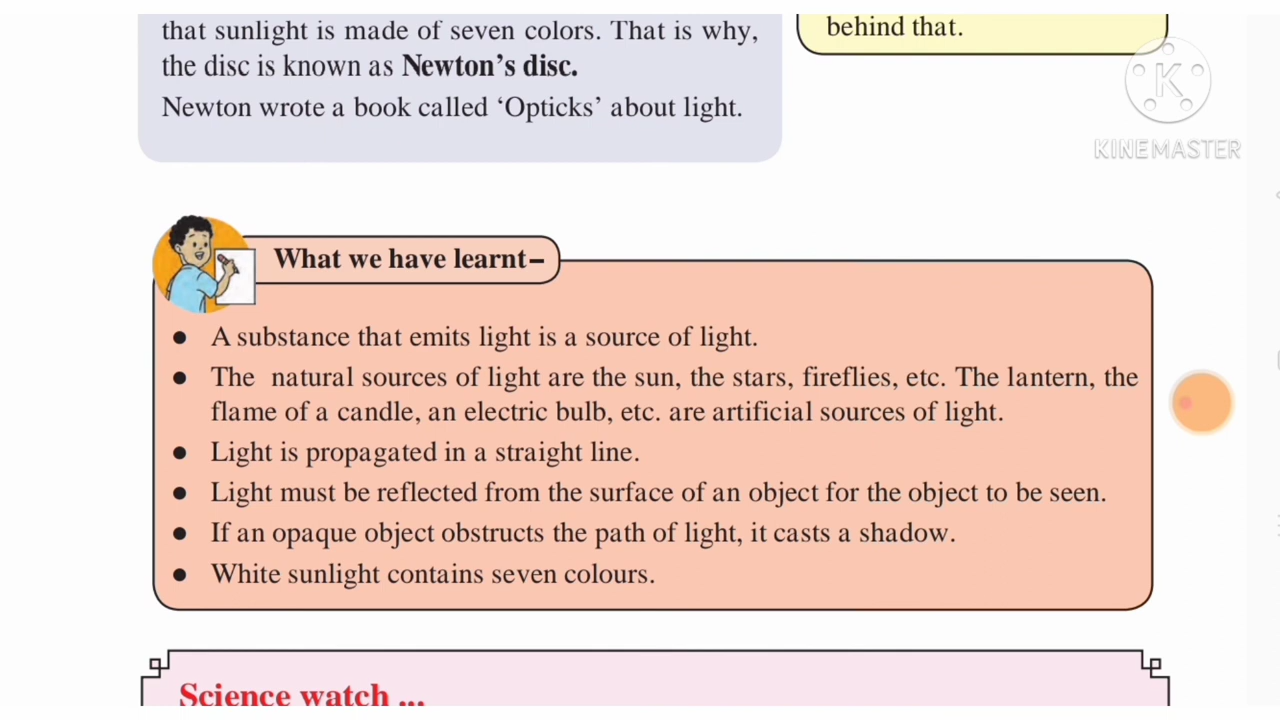 that sunlight is made of seven colors. That is why,
the disc is known as Newton's disc.
Newton wrote a book called ‘Opticks’ about light.
behind that.
K
KINEMASTER
What we have learnt–
• A substance that emits light is a source of light.
• The natural sources of light are the sun, the stars, fireflies, etc. The lantern, the
flame of a candle, an electric bulb, etc. are artificial sources of light.
• Light is propagated in a straight line.
• Light must be reflected from the surface of an object for the object to be seen.
• If an opaque object obstructs the path of light, it casts a shadow.
• White sunlight contains seven colours.
Science watch ...